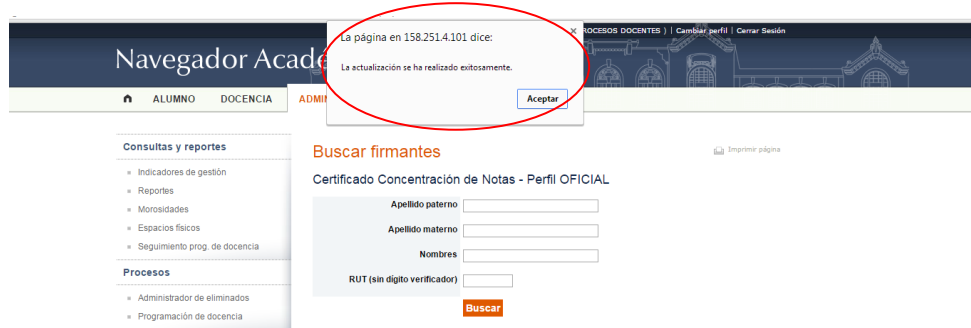 La página en 158.251.4.101 dice:
ROCESOS DOCENTES ) | Cambiar perfil | Cerrar Sesión
Navegador Acade
La actualización se ha realizado exitosamente.
Aceptar
ALUMNO DOCENCIA ADMIN
Consultas y reportes
Indicadores de gestión
Reportes
Morosidades
Espacios físicos
Seguimiento prog. de docencia
Procesos
Administrador de eliminados
Programación de docencia
Buscar firmantes
Imprimir página
Certificado Concentración de Notas - Perfil OFICIAL
Apellido paterno
Apellido materno
Nombres
RUT (sin dígito verificador)
Buscar